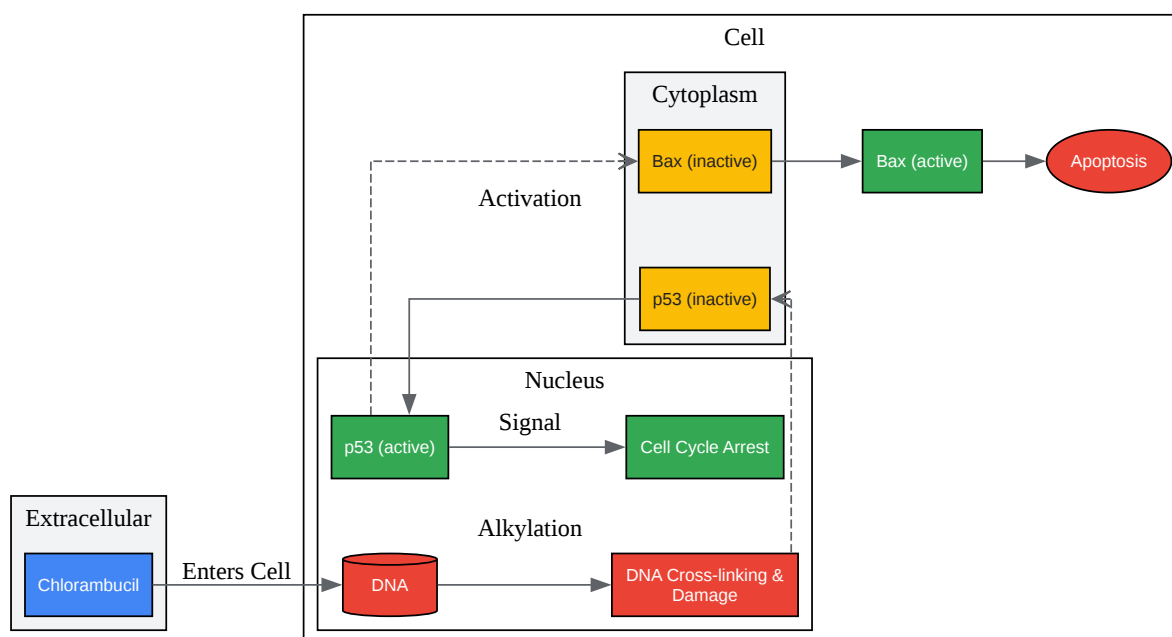 Cell
Cytoplasm
Bax (inactive)
Bax (active)
Apoptosis
Activation
p53 (inactive)
Nucleus
p53 (active)
Signal
Cell Cycle Arrest
Extracellular
Chlorambucil
Enters Cell
Alkylation
DNA
DNA Cross-linking &
Damage